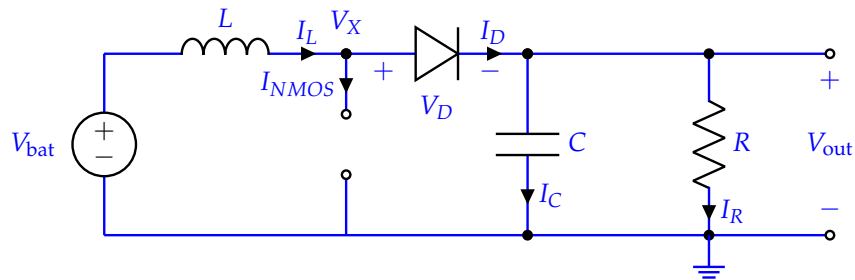 L
I_L
V_X
I_D
+
−
I_NMOS
V_D
V_bat
+
−
C
I_C
R
I_R
+
V_out
−